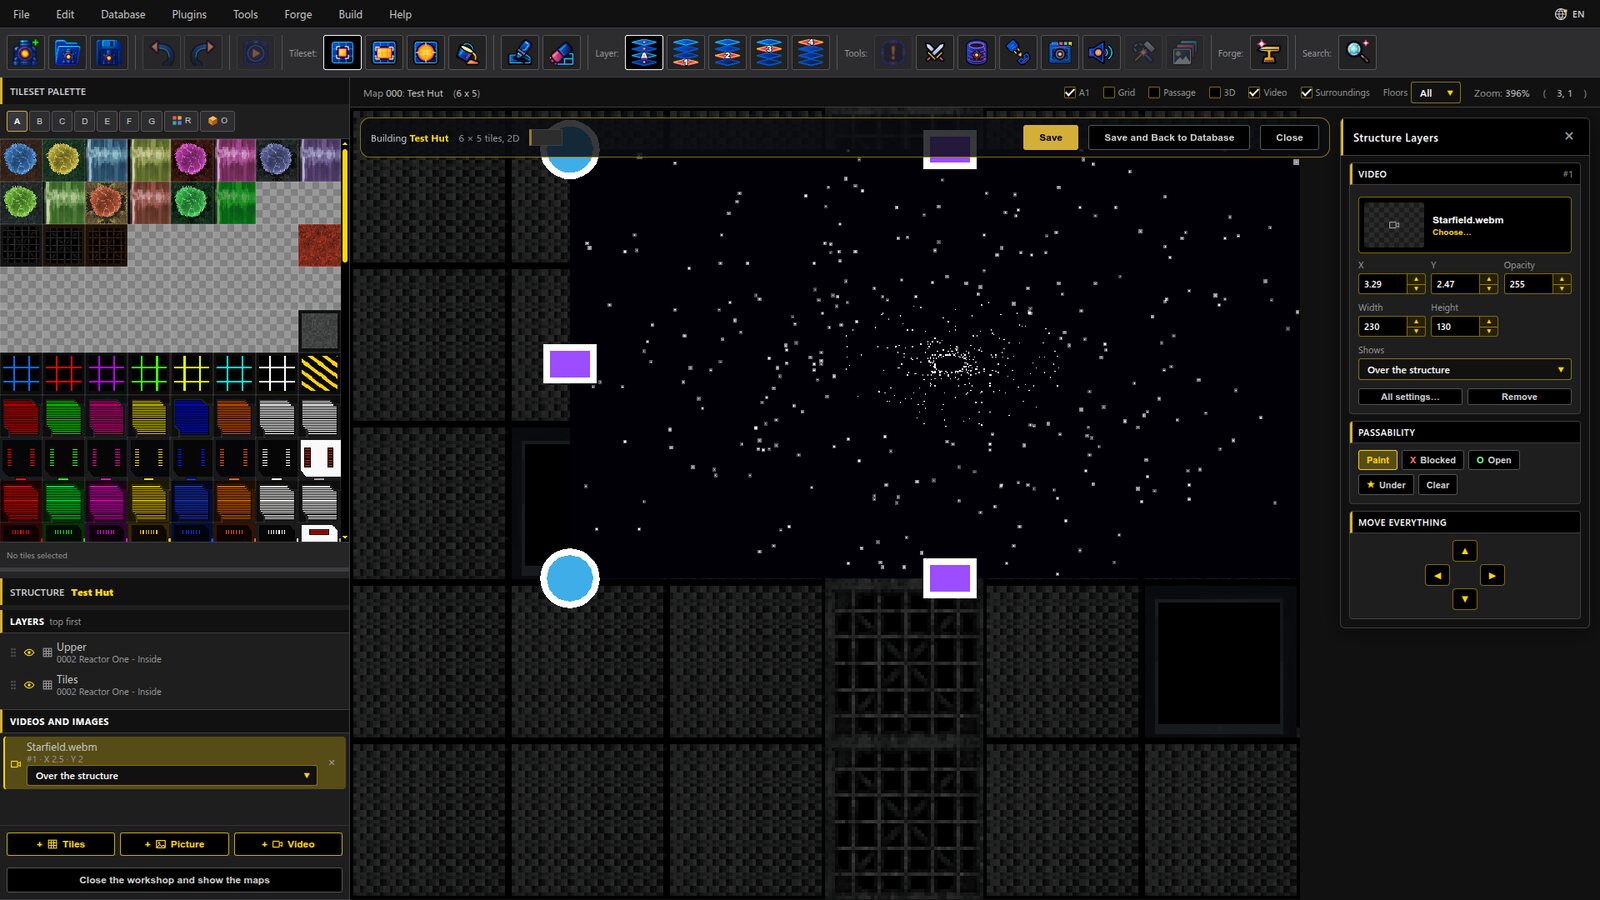 File Edit Database Plugins Tools Forge Build Help EN
Tileset: Layer: Tools: Forge: Search:
TILESET PALETTE
A B C D E F G R O
Map 000: Test Hut (6 x 5) A1 Grid Passage 3D Video Surroundings Floors All Zoom: 396% ( 3, 1 )
Building Test Hut 6 × 5 tiles, 2D Save Save and Back to Database Close
No tiles selected
STRUCTURE Test Hut
LAYERS top first
Upper
0002 Reactor One - Inside
Tiles
0002 Reactor One - Inside
VIDEOS AND IMAGES
Starfield.webm
#1 · X 2.5 · Y 2
Over the structure
+ Tiles + Picture + Video
Close the workshop and show the maps
Structure Layers
VIDEO #1
Starfield.webm
Choose...
X Y Opacity
3.29 2.47 255
Width Height
230 130
Shows
Over the structure
All settings... Remove
PASSABILITY
Paint X Blocked O Open
★ Under Clear
MOVE EVERYTHING